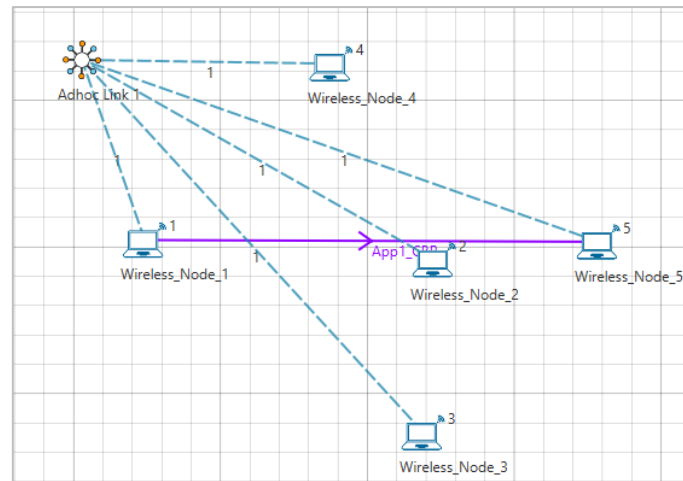 4
1
Adhoc Link 1
Wireless_Node_4
1
1
1
1
5
2
App1_CBR
Wireless_Node_1
1
Wireless_Node_5
Wireless_Node_2
3
Wireless_Node_3